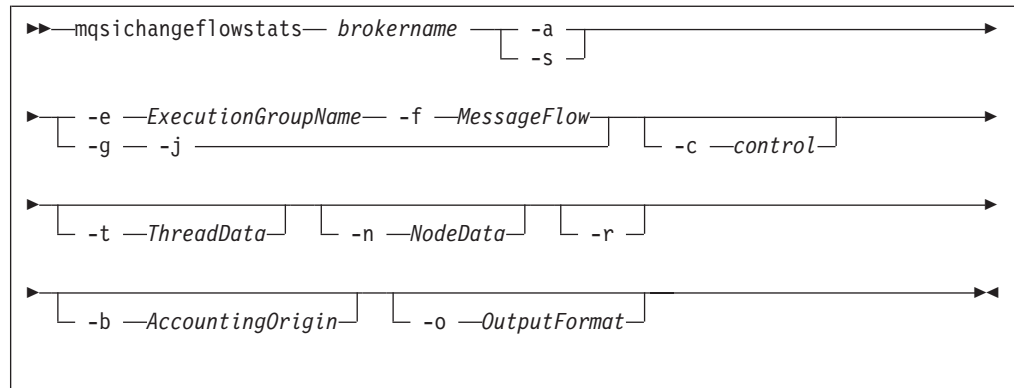 mqsichangeflowstats brokername -a
-s
-e ExecutionGroupName -f MessageFlow
-g -j -c control
-t ThreadData -n NodeData -r
-b AccountingOrigin -o OutputFormat